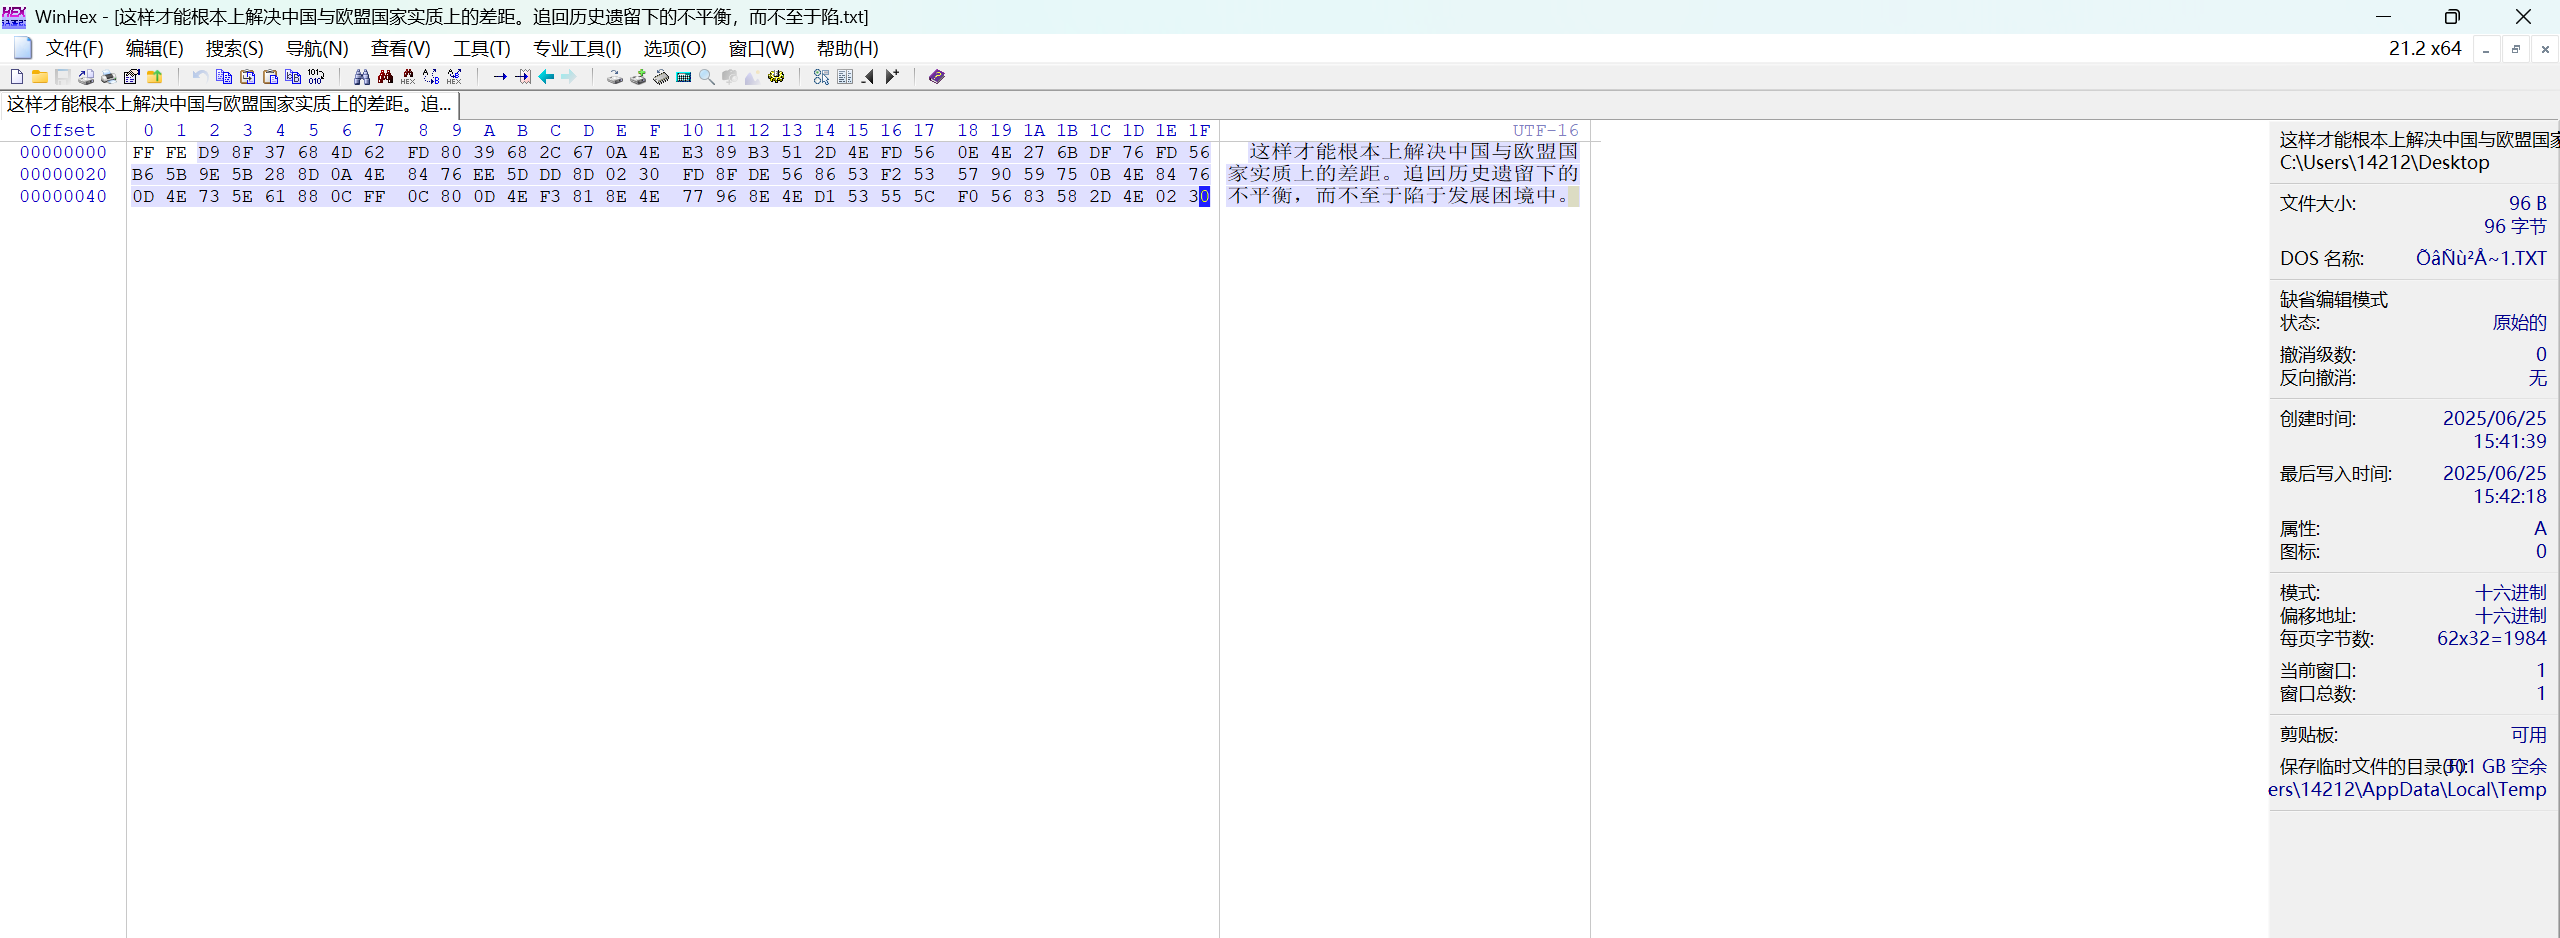 WinHex - [这样才能根本上解决中国与欧盟国家实质上的差距。追回历史遗留下的不平衡，而不至于陷.txt]
文件(F) 编辑(E) 搜索(S) 导航(N) 查看(V) 工具(T) 专业工具(I) 选项(O) 窗口(W) 帮助(H) 21.2 x64
这样才能根本上解决中国与欧盟国家实质上的差距。追...
Offset 0 1 2 3 4 5 6 7 8 9 A B C D E F 10 11 12 13 14 15 16 17 18 19 1A 1B 1C 1D 1E 1F UTF-16
00000000 FF FE D9 8F 37 68 4D 62 FD 80 39 68 2C 67 0A 4E E3 89 B3 51 2D 4E FD 56 0E 4E 27 6B DF 76 FD 56 这样才能根本上解决中国与欧盟国
00000020 B6 5B 9E 5B 28 8D 0A 4E 84 76 EE 5D DD 8D 02 30 FD 8F DE 56 86 53 F2 53 57 90 59 75 0B 4E 84 76 家实质上的差距。追回历史遗留下的
00000040 0D 4E 73 5E 61 88 0C FF 0C 80 0D 4E F3 81 8E 4E 77 96 8E 4E D1 53 55 5C F0 56 83 58 2D 4E 02 30 不平衡，而不至于陷于发展困境中。
这样才能根本上解决中国与欧盟国家
C:\Users\14212\Desktop
文件大小: 96 B
96 字节
DOS 名称: ÕâÑù²Å~1.TXT
缺省编辑模式
状态: 原始的
撤消级数: 0
反向撤消: 无
创建时间: 2025/06/25
15:41:39
最后写入时间: 2025/06/25
15:42:18
属性: A
图标: 0
模式: 十六进制
偏移地址: 十六进制
每页字节数: 62x32=1984
当前窗口: 1
窗口总数: 1
剪贴板: 可用
保存临时文件的目录 GB 空余
ers\14212\AppData\Local\Temp